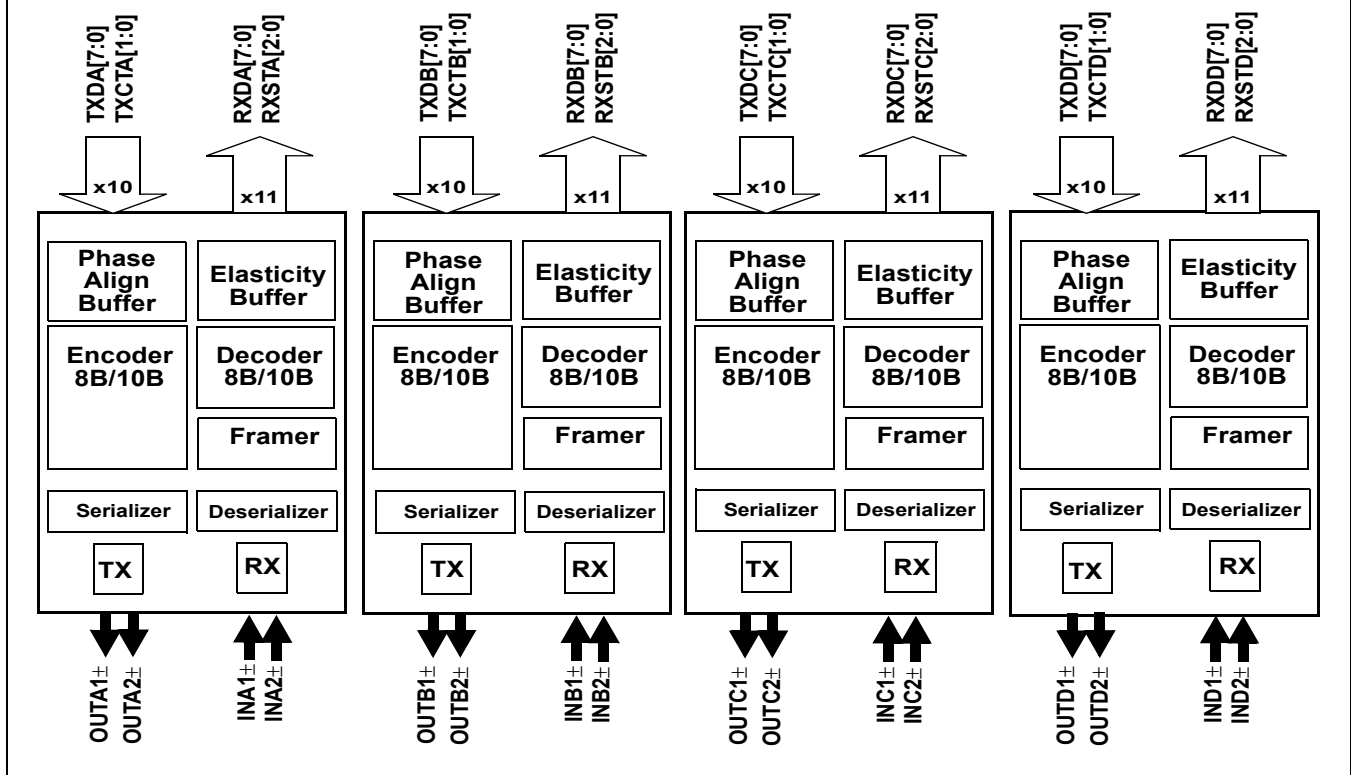 TXDA[7:0]
TXCTA[1:0]
RXDA[7:0]
RXSTA[2:0]
TXDB[7:0]
TXCTB[1:0]
RXDB[7:0]
RXSTB[2:0]
TXDC[7:0]
TXCTC[1:0]
RXDC[7:0]
RXSTC[2:0]
TXDD[7:0]
TXCTD[1:0]
RXDD[7:0]
RXSTD[2:0]
x10
x11
x10
x11
x10
x11
x10
x11
Phase
Align
Buffer
Elasticity
Buffer
Encoder
8B/10B
Decoder
8B/10B
Framer
Serializer
Deserializer
TX
RX
Phase
Align
Buffer
Elasticity
Buffer
Encoder
8B/10B
Decoder
8B/10B
Framer
Serializer
Deserializer
TX
RX
Phase
Align
Buffer
Elasticity
Buffer
Encoder
8B/10B
Decoder
8B/10B
Framer
Serializer
Deserializer
TX
RX
Phase
Align
Buffer
Elasticity
Buffer
Encoder
8B/10B
Decoder
8B/10B
Framer
Serializer
Deserializer
TX
RX
OUTA1±
OUTA2±
INA1±
INA2±
OUTB1±
OUTB2±
INB1±
INB2±
OUTC1±
OUTC2±
INC1±
INC2±
OUTD1±
OUTD2±
IND1±
IND2±